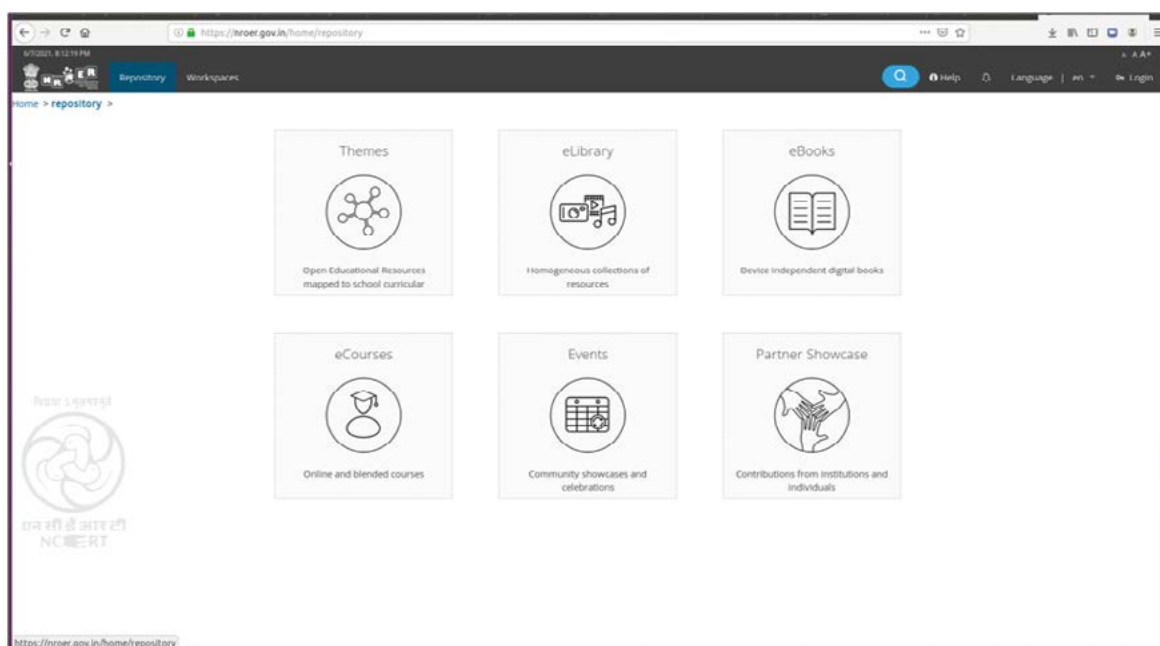 https://nroer.gov.in/home/repository
6/7/2021, 8:12:19 PM
A A A+
NROER
Repository
Workspaces
Help
Language | en
Login
Home > repository >
Themes
Open Educational Resources
mapped to school curricular
eLibrary
Homogeneous collections of
resources
eBooks
Device independent digital books
eCourses
Online and blended courses
Events
Community showcases and
celebrations
Partner Showcase
Contributions from institutions and
individuals
एन सी ई आर टी
NCERT
https://nroer.gov.in/home/repository